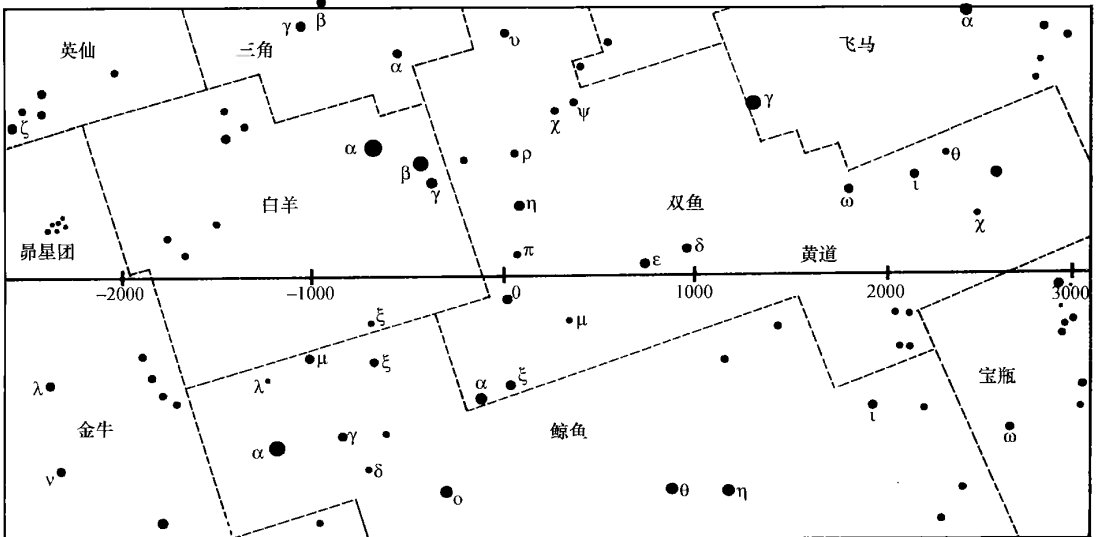 β
γ
α
英仙
三角
α
υ
飞马
ζ
χ
ψ
γ
α
β
γ
ρ
θ
ι
白羊
η
双鱼
ω
χ
昴星团
π
ε
δ
黄道
-2000
-1000
0
1000
2000
3000
ξ
μ
μ
ξ
λ
λ
α
ξ
宝瓶
金牛
α
γ
鲸鱼
ι
ω
ν
δ
ο
θ
η